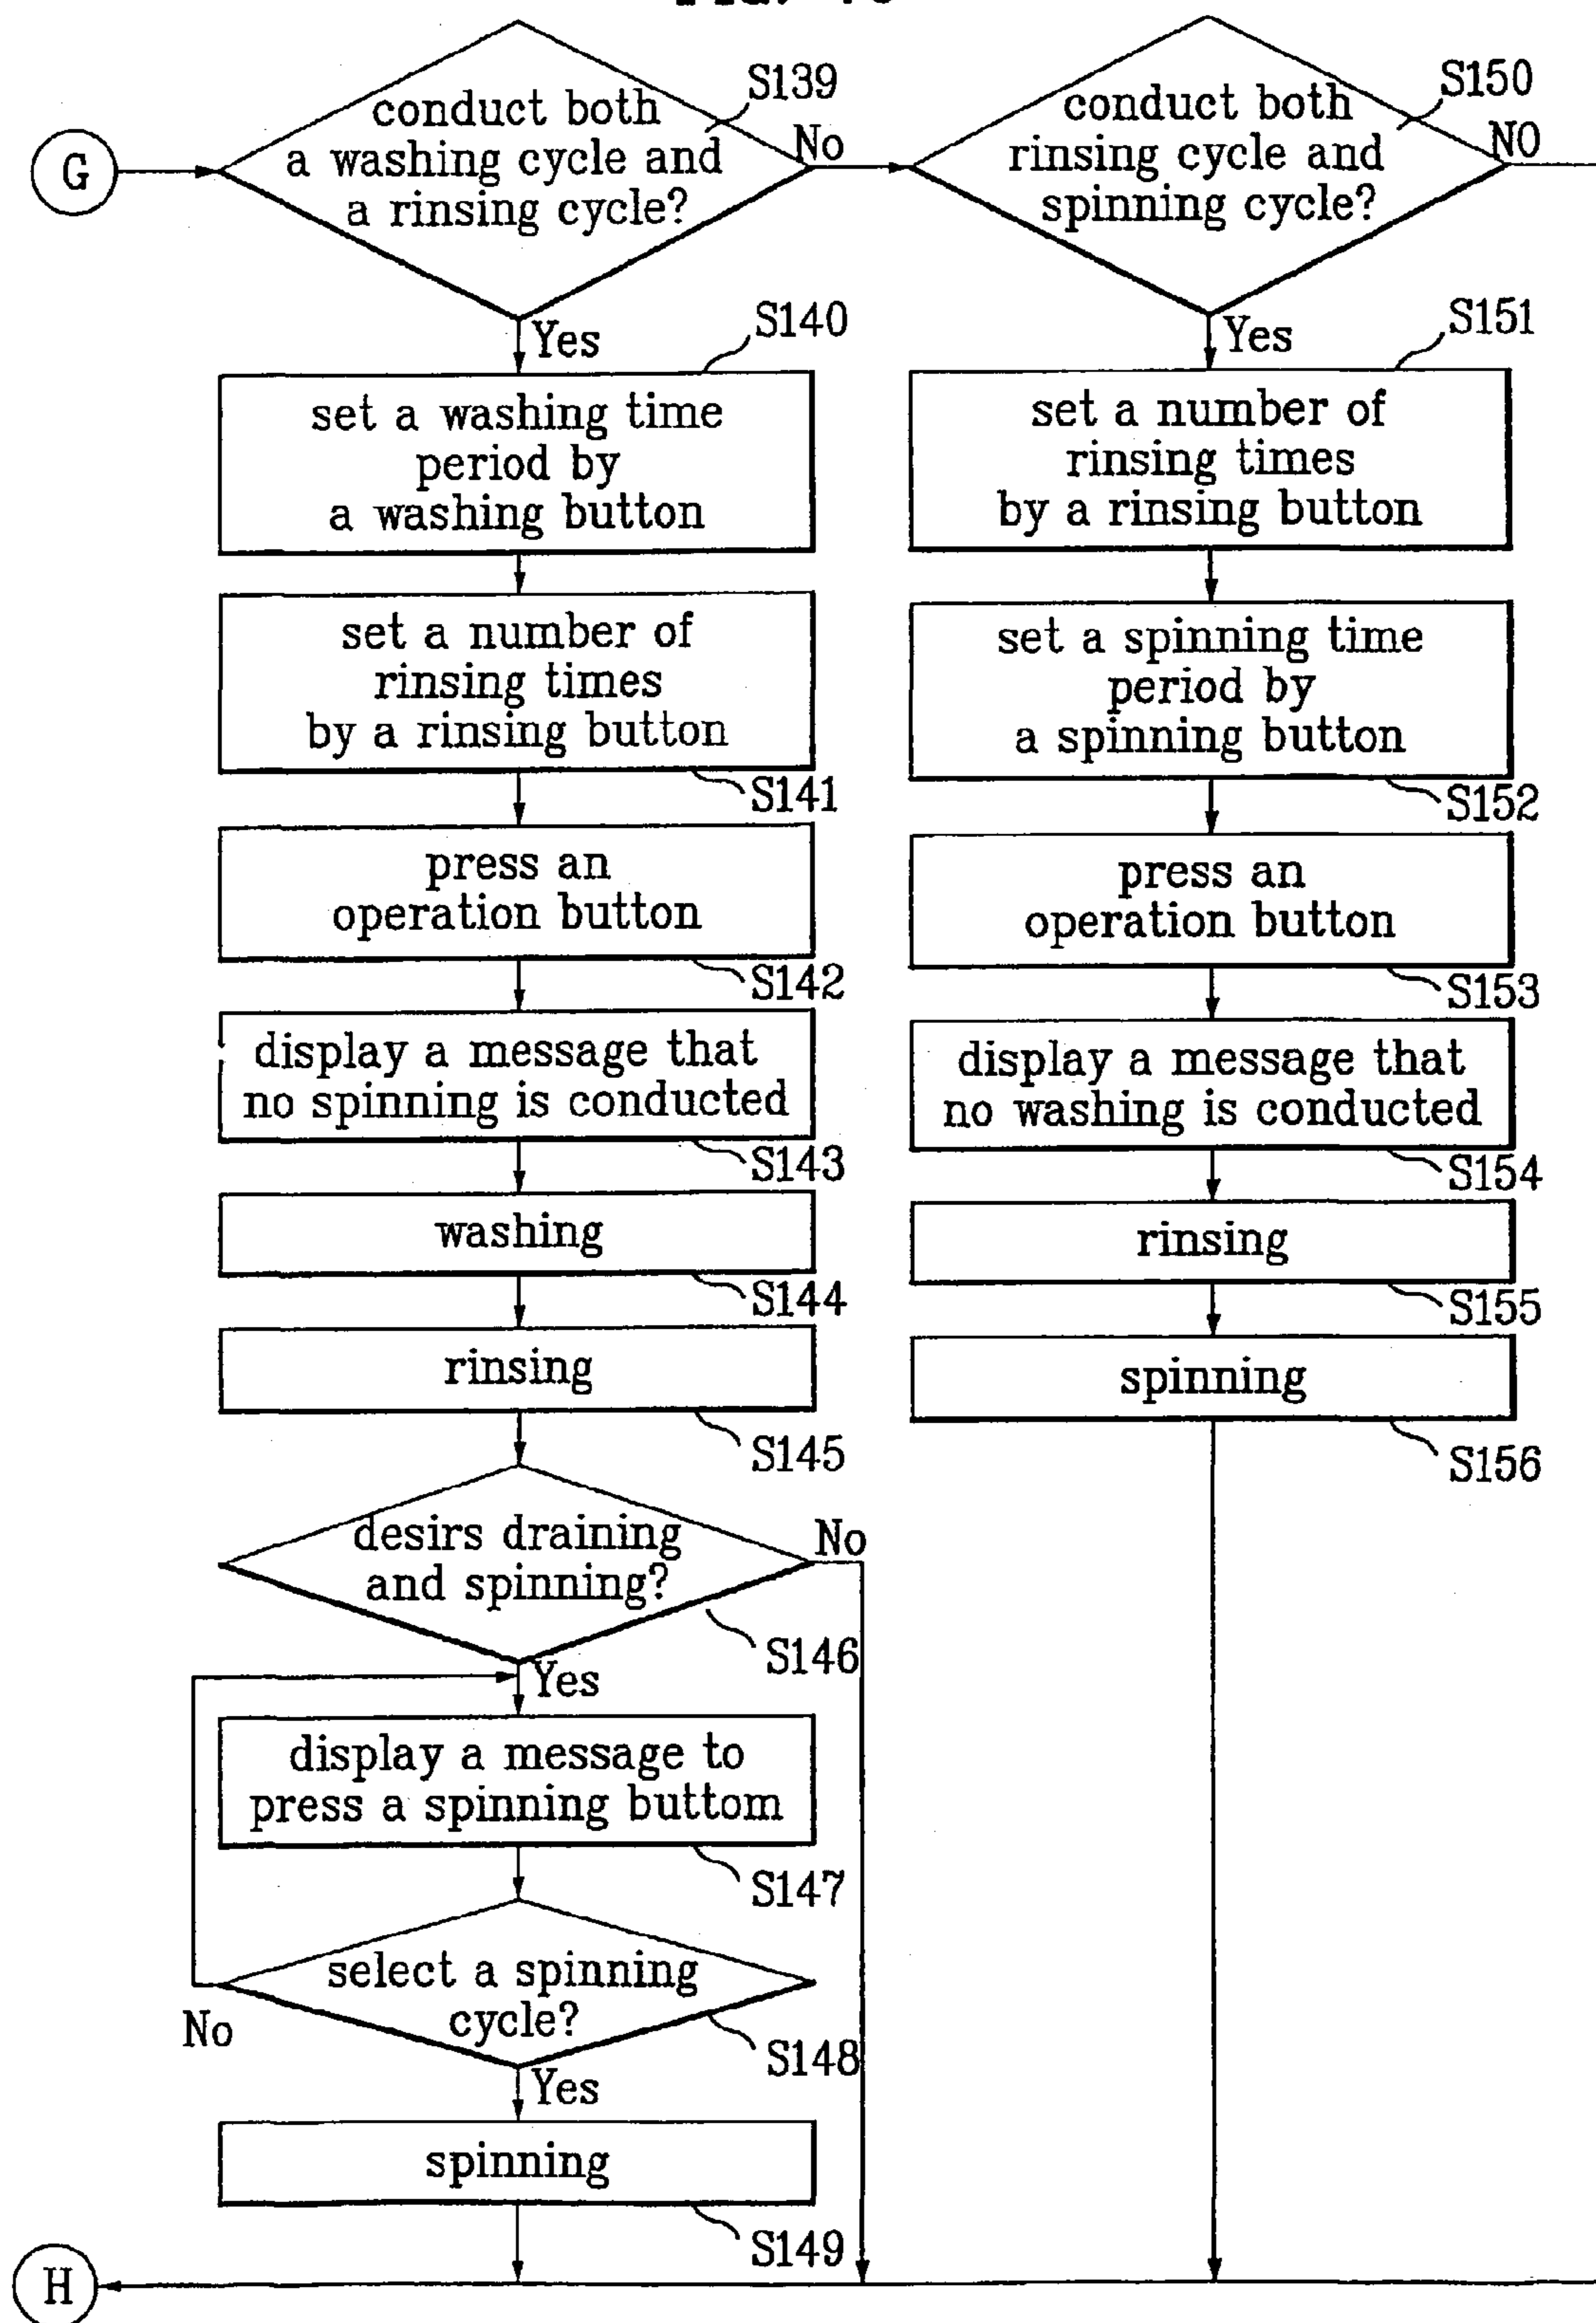 G
conduct both
a washing cycle and
a rinsing cycle?
S139
No
conduct both
rinsing cycle and
spinning cycle?
S150
NO
Yes
S140
set a washing time
period by
a washing button
set a number of
rinsing times
by a rinsing button
S141
press an
operation button
S142
display a message that
no spinning is conducted
S143
washing
S144
rinsing
S145
desirs draining
and spinning?
No
S146
Yes
display a message to
press a spinning buttom
S147
select a spinning
cycle?
No
S148
Yes
spinning
S149
Yes
S151
set a number of
rinsing times
by a rinsing button
set a spinning time
period by
a spinning button
S152
press an
operation button
S153
display a message that
no washing is conducted
S154
rinsing
S155
spinning
S156
H